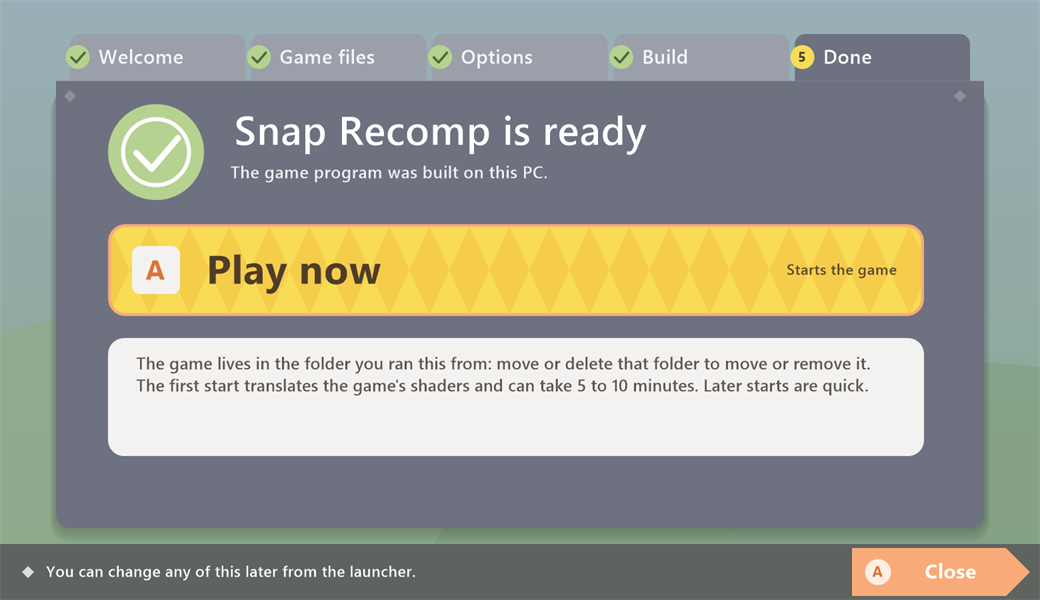 Welcome
Game files
Options
Build
5 Done
Snap Recomp is ready
The game program was built on this PC.
A Play now
Starts the game
The game lives in the folder you ran this from: move or delete that folder to move or remove it.
The first start translates the game's shaders and can take 5 to 10 minutes. Later starts are quick.
You can change any of this later from the launcher.
A Close